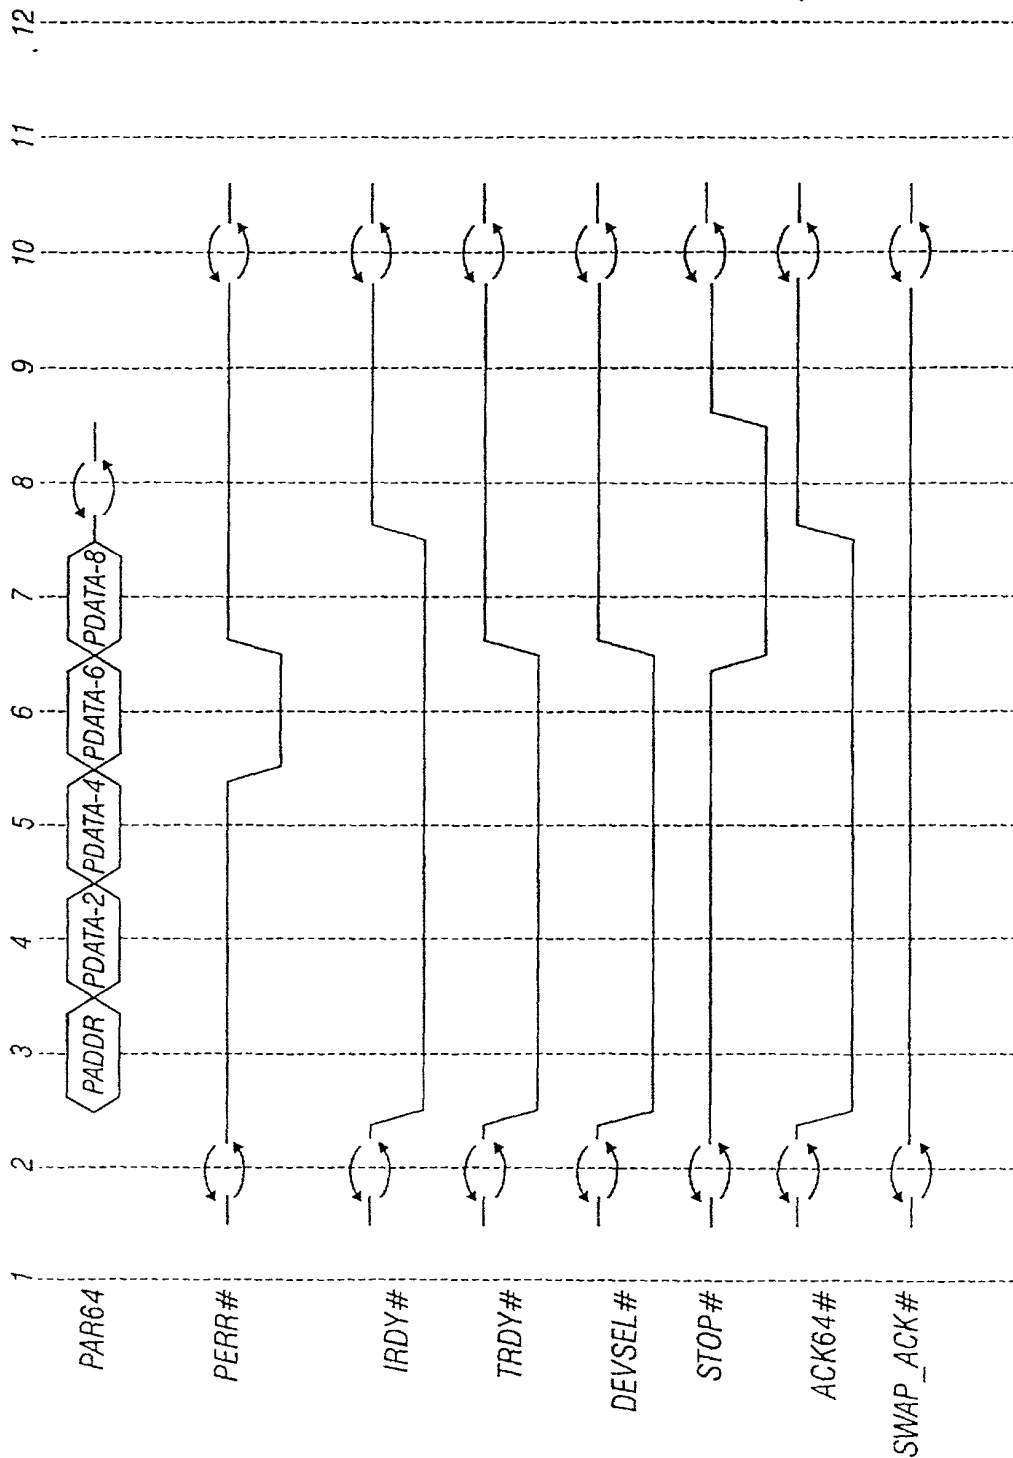 1 2 3 4 5 6 7 8 9 10 11 12
PAR64 PADDR PDATA-2 PDATA-4 PDATA-6 PDATA-8
PERR#
IRDY#
TRDY#
DEVSEL#
STOP#
ACK64#
SWAP_ACK#